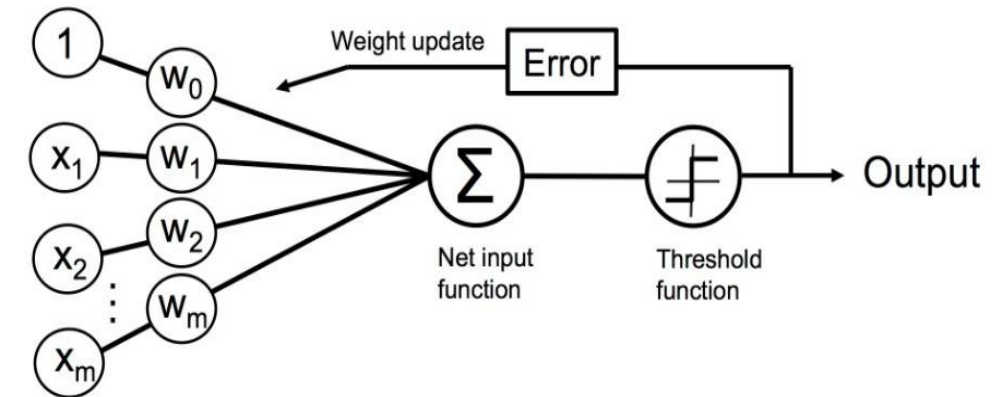 1
W0
Weight update
Error
X1
W1
Σ
Output
X2
W2
Net input
function
Threshold
function
⋮
Wm
Xm